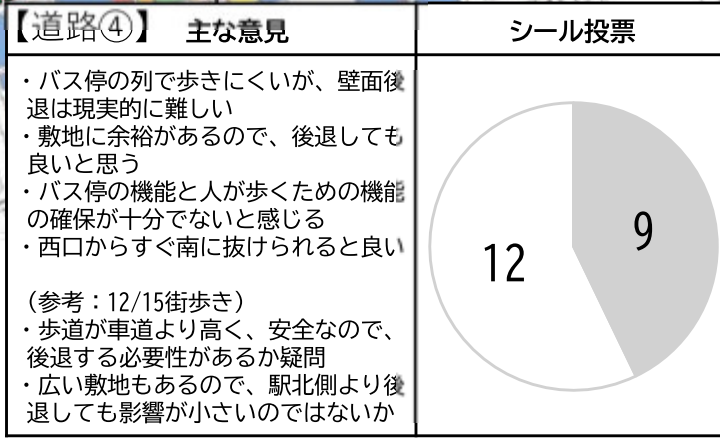 【道路④】 主な意見
シール投票
・バス停の列で歩きにくいが、壁面後
退は現実的に難しい
・敷地に余裕があるので、後退しても
良いと思う
・バス停の機能と人が歩くための機能
の確保が十分でないと感じる
・西口からすぐ南に抜けられると良い
（参考：12/15街歩き）
・歩道が車道より高く、安全なので、
後退する必要性があるか疑問
・広い敷地もあるので、駅北側より後
退しても影響が小さいのではないか
12
9